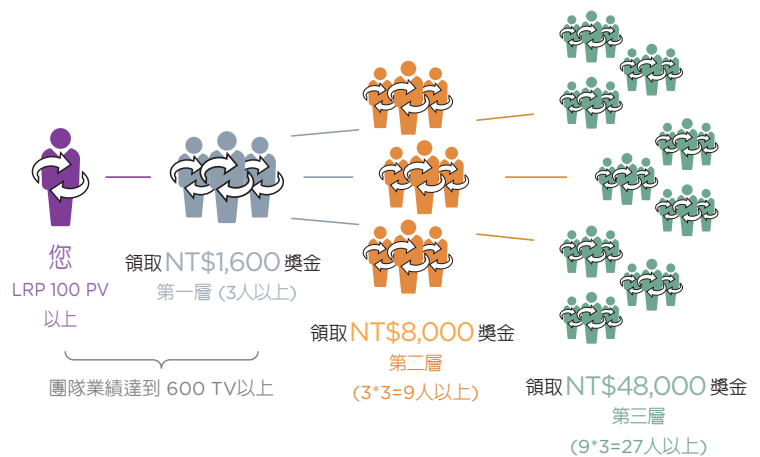 您
LRP 100 PV
以上
團隊業績達到 600 TV以上
領取NT$1,600獎金
第一層 (3人以上)
領取NT$8,000獎金
第二層
(3*3=9人以上)
領取NT$48,000獎金
第三層
(9*3=27人以上)